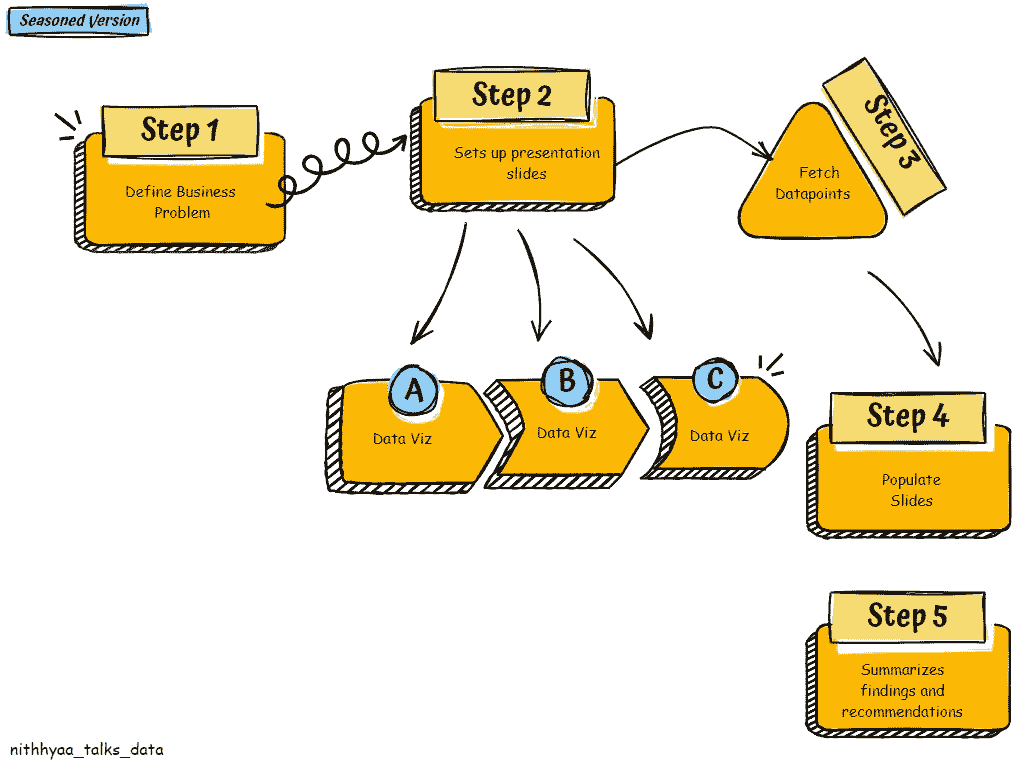 Seasoned Version
Step 1
Define Business
Problem
Step 2
Sets up presentation
slides
Step 3
Fetch
Datapoints
A
Data Viz
B
Data Viz
C
Data Viz
Step 4
Populate
Slides
Step 5
Summarizes
findings and
recommendations
nithhyaa_talks_data